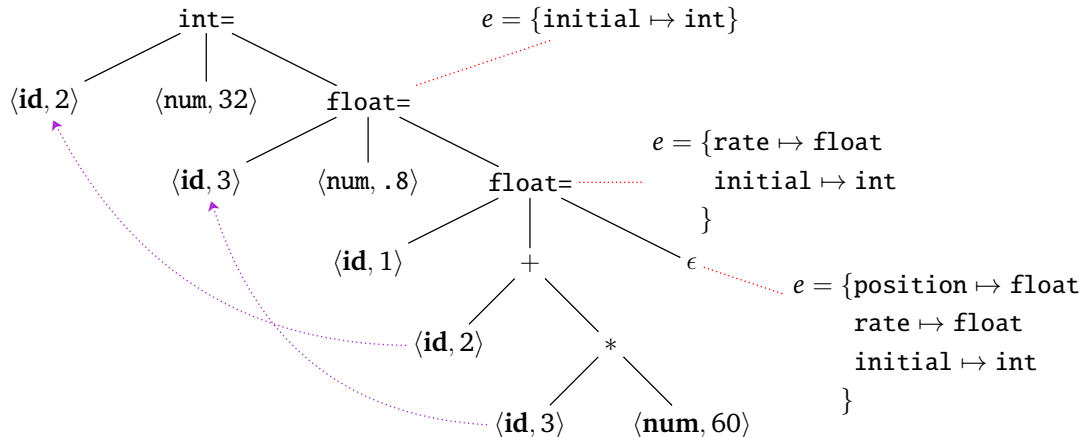 int=
e = {initial ↦ int}
⟨id, 2⟩ ⟨num, 32⟩ float=
e = {rate ↦ float
initial ↦ int
}
⟨id, 3⟩ ⟨num, .8⟩ float=
⟨id, 1⟩ + ϵ
e = {position ↦ float
rate ↦ float
initial ↦ int
}
⟨id, 2⟩ *
⟨id, 3⟩ ⟨num, 60⟩